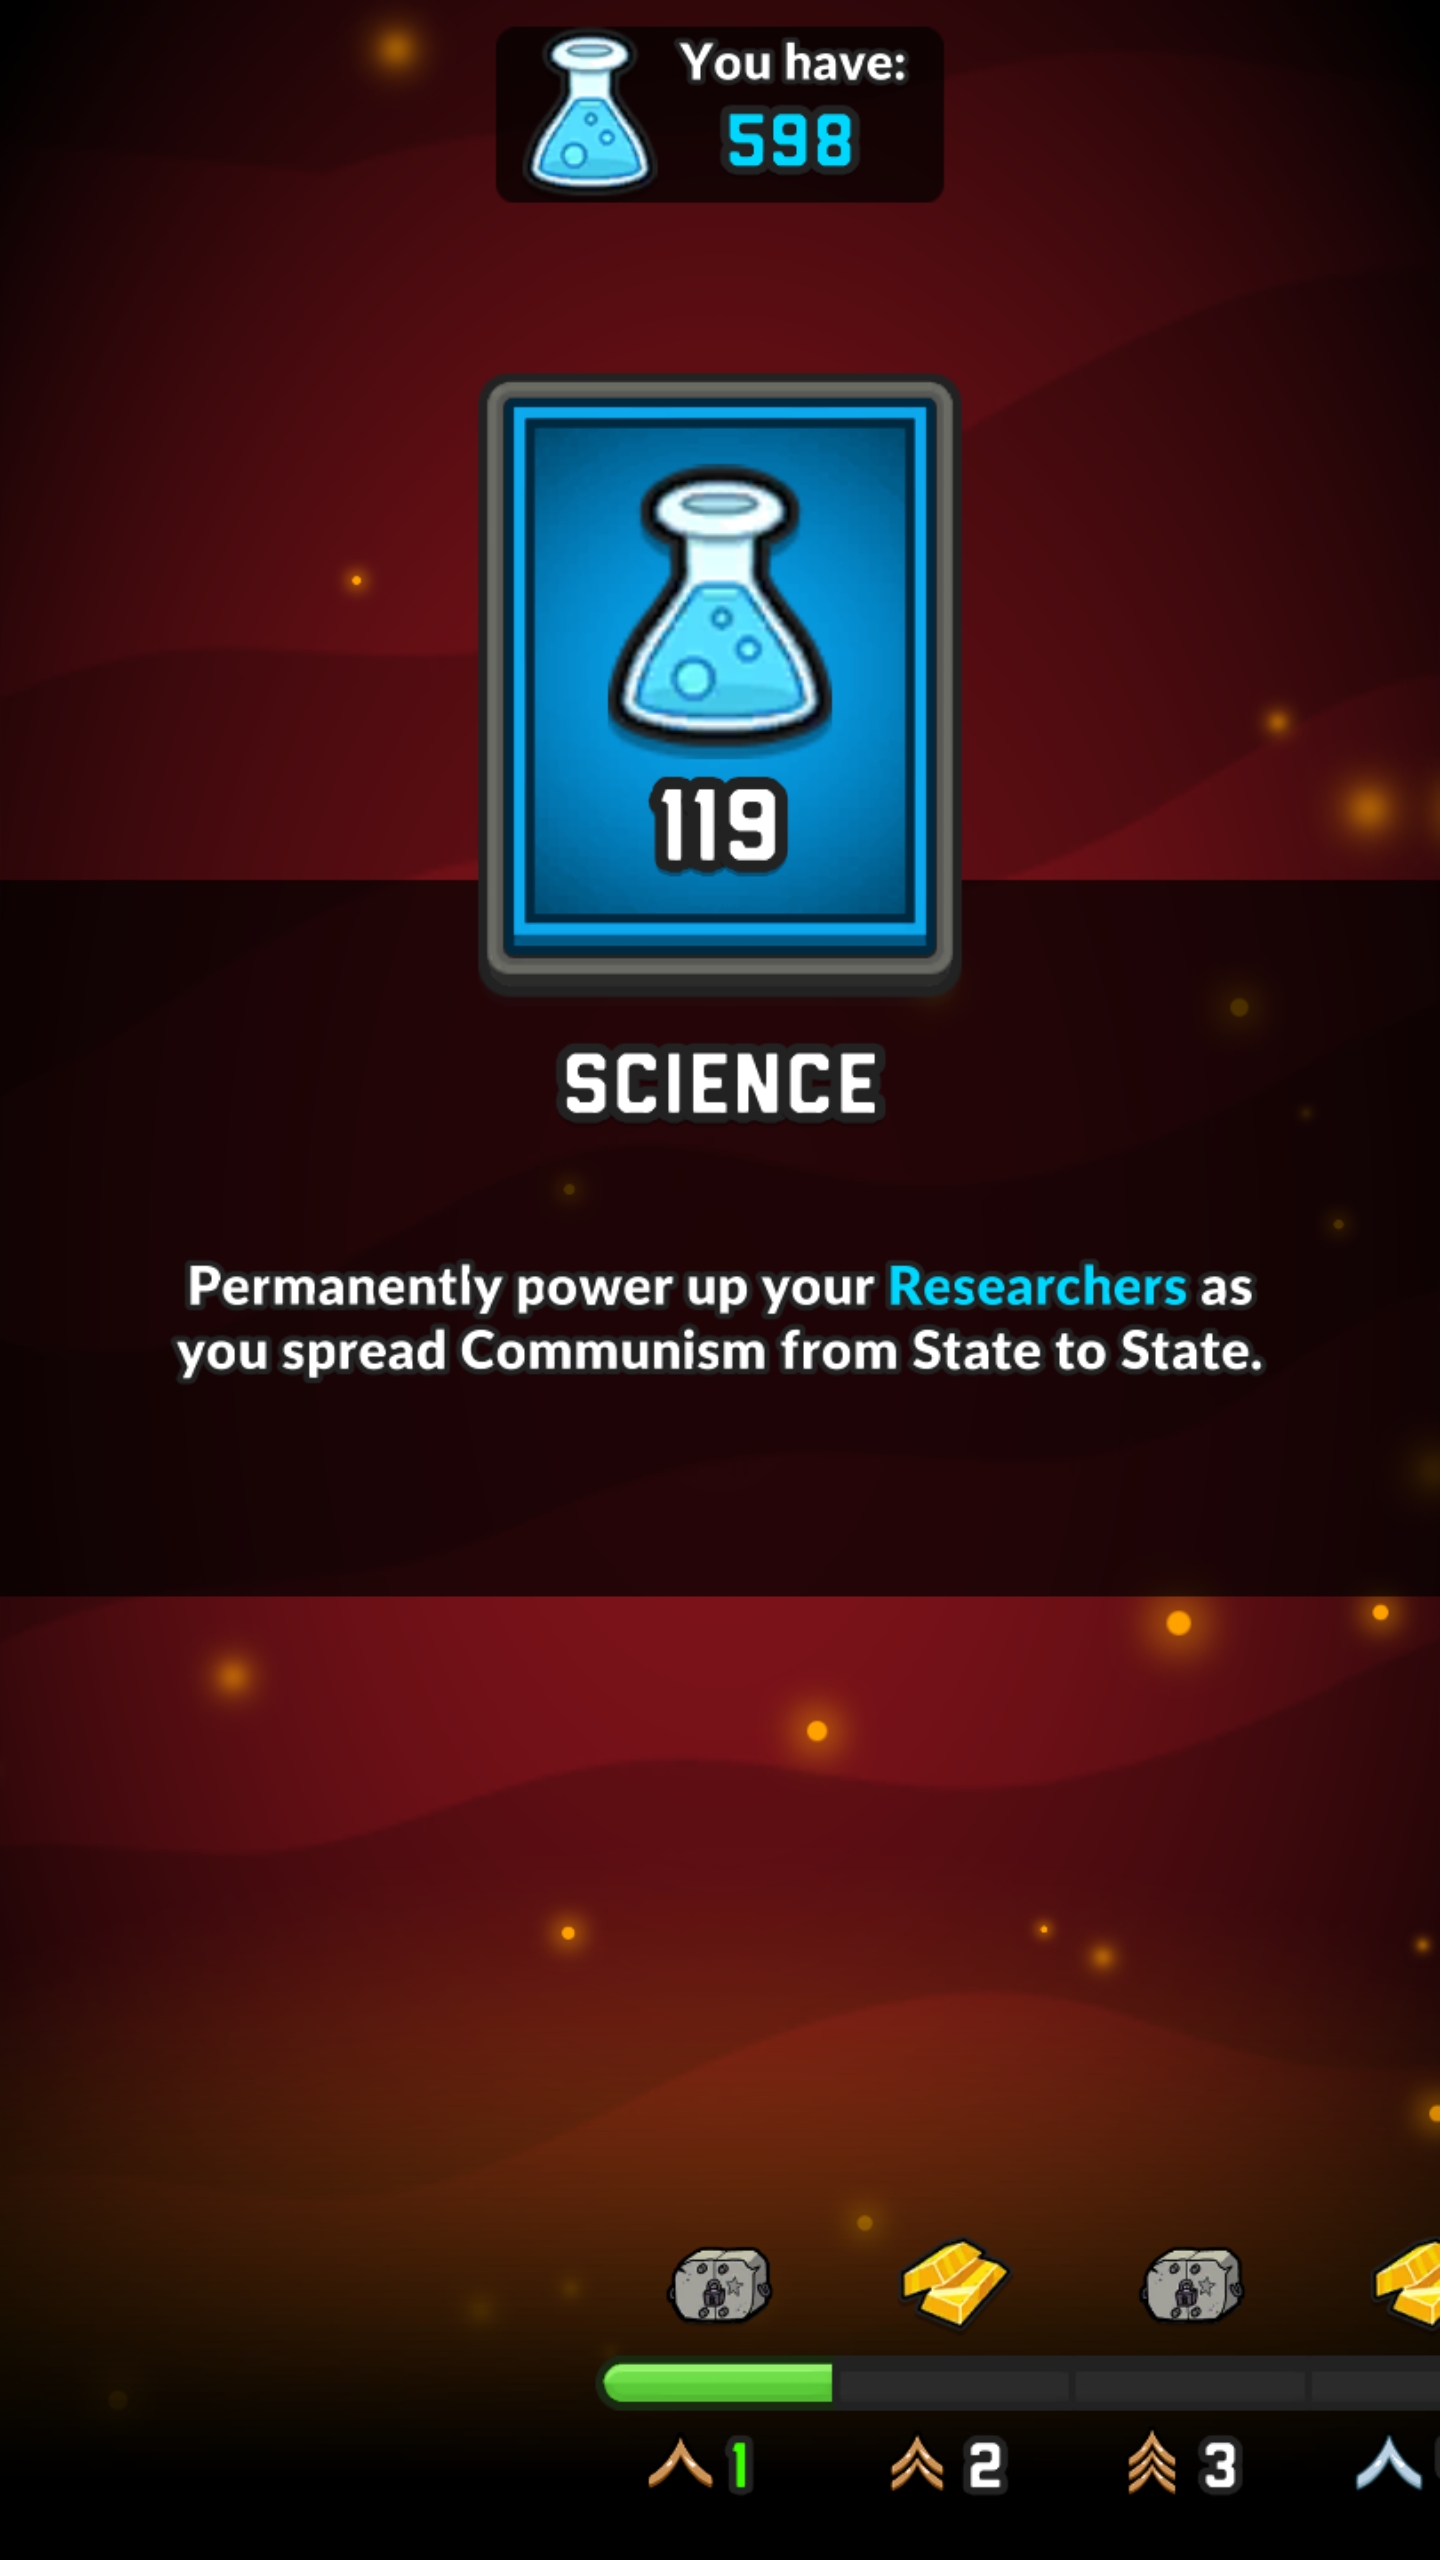 You have:
598
119
SCIENCE
Permanently power up your Researchers as
you spread Communism from State to State.
1 2 3